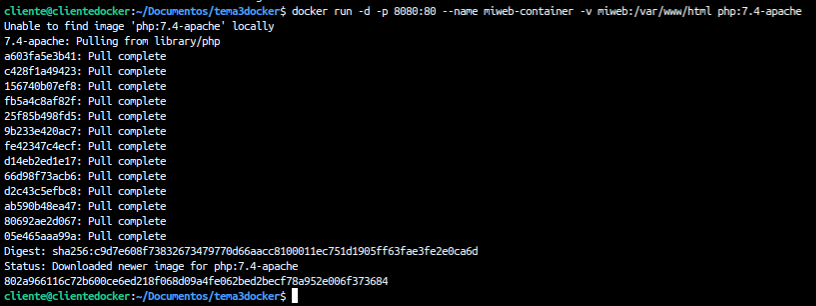 cliente@clientedocker:~/Documentos/tema3docker$ docker run -d -p 8080:80 --name miweb-container -v miweb:/var/www/html php:7.4-apache
Unable to find image 'php:7.4-apache' locally
7.4-apache: Pulling from library/php
a603fa5e3b41: Pull complete
c428f1a49423: Pull complete
156740b07ef8: Pull complete
fb5a4c8af82f: Pull complete
25f85b498fd5: Pull complete
9b233e420ac7: Pull complete
fe42347c4ecf: Pull complete
d14eb2ed1e17: Pull complete
66d98f73acb6: Pull complete
d2c43c5efbc8: Pull complete
ab590b48ea47: Pull complete
80692ae2d067: Pull complete
05e465aaa99a: Pull complete
Digest: sha256:c9d7e608f73832673479770d66aacc8100011ec751d1905ff63fae3fe2e0ca6d
Status: Downloaded newer image for php:7.4-apache
802a966116c72b600ce6ed218f068d09a4fe062bed2becf78a952e006f373684
cliente@clientedocker:~/Documentos/tema3docker$